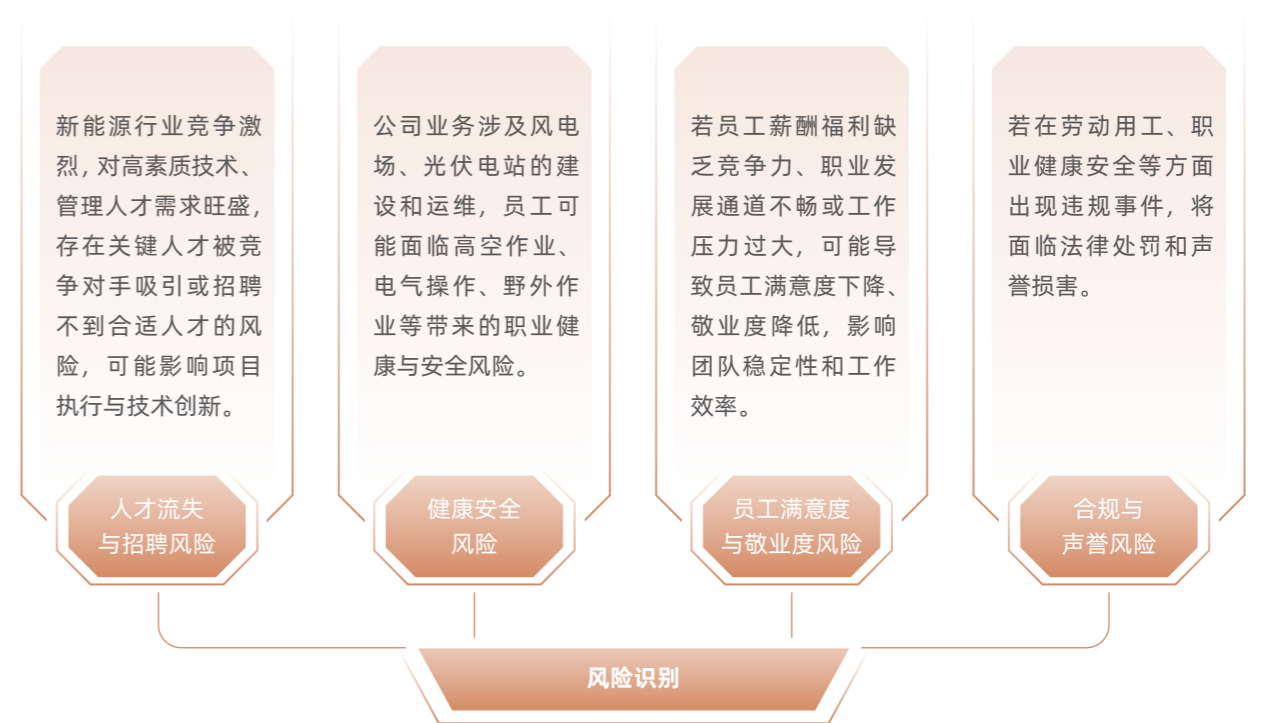 新能源行业竞争激
烈，对高素质技术、
管理人才需求旺盛，
存在关键人才被竞
争对手吸引或招聘
不到合适人才的风
险，可能影响项目
执行与技术创新。
人才流失
与招聘风险
公司业务涉及风电
场、光伏电站的建
设和运维，员工可
能面临高空作业、
电气操作、野外作
业等带来的职业健
康与安全风险。
健康安全
风险
若员工薪酬福利缺
乏竞争力、职业发
展通道不畅或工作
压力过大，可能导
致员工满意度下降、
敬业度降低，影响
团队稳定性和工作
效率。
员工满意度
与敬业度风险
若在劳动用工、职
业健康安全等方面
出现违规事件，将
面临法律处罚和声
誉损害。
合规与
声誉风险
风险识别